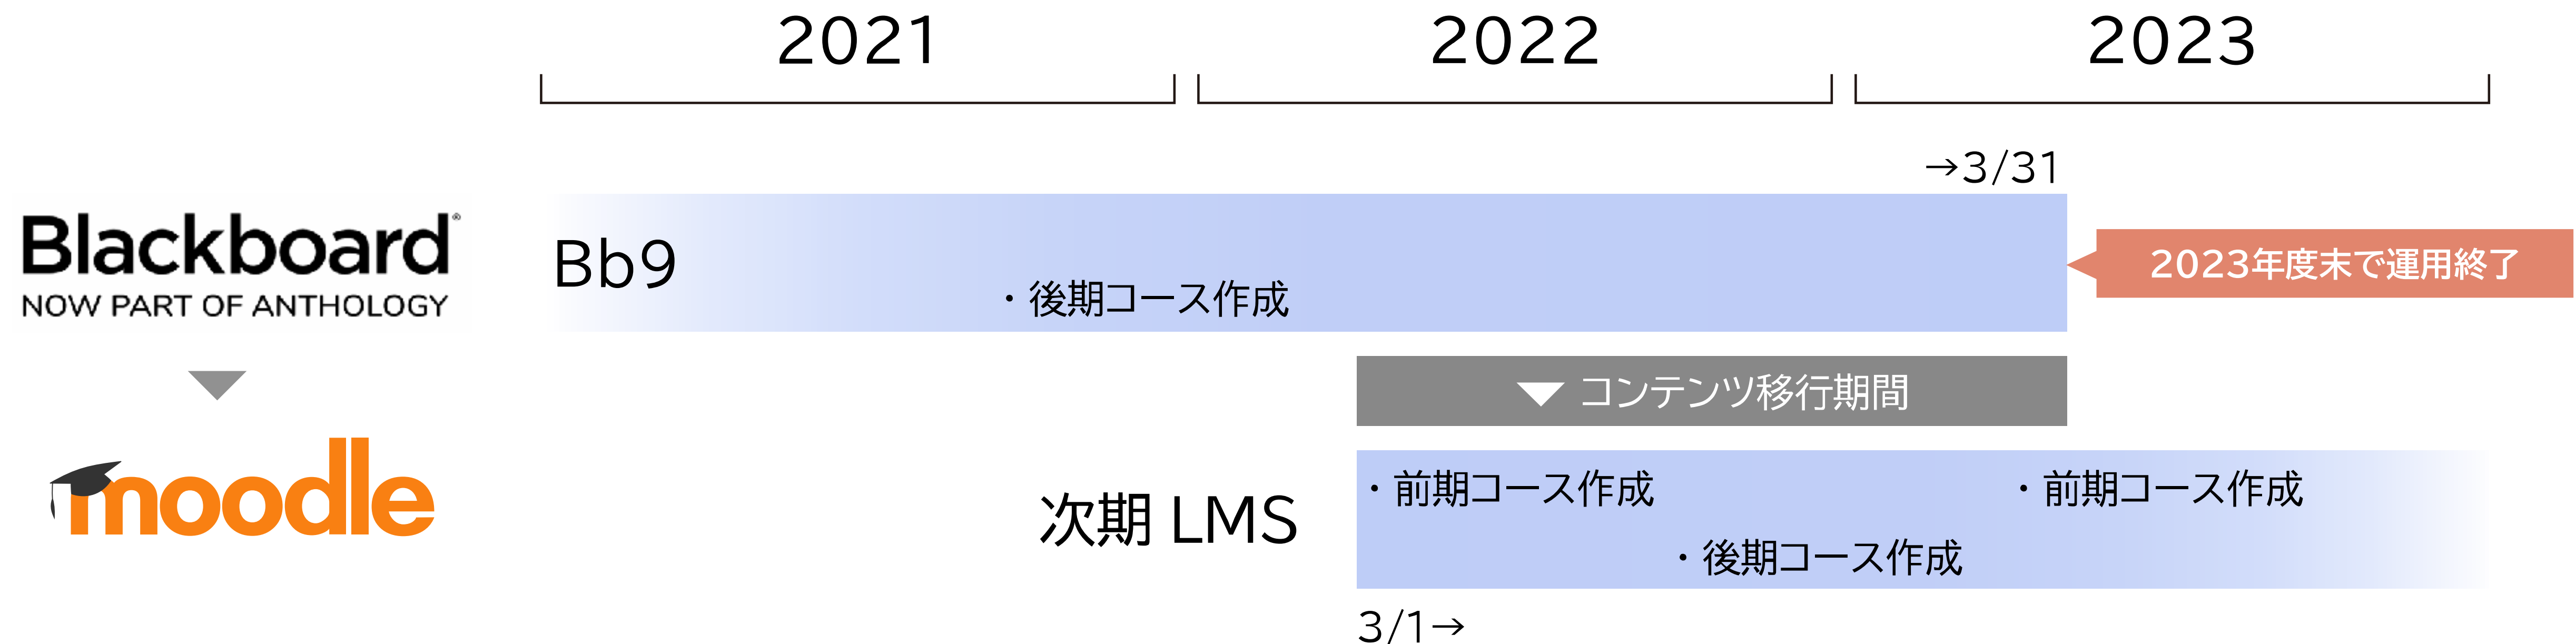 2021 2022 2023
→3/31
Blackboard®
NOW PART OF ANTHOLOGY
Bb9
・後期コース作成
2023年度末で運用終了
▼ コンテンツ移行期間
moodle
次期 LMS
・前期コース作成
・後期コース作成
・前期コース作成
3/1→